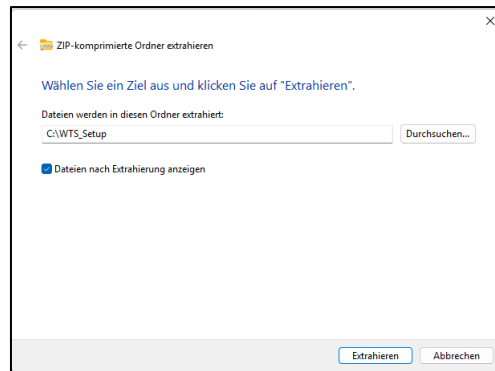 ZIP-komprimierte Ordner extrahieren
Wählen Sie ein Ziel aus und klicken Sie auf "Extrahieren".
Dateien werden in diesen Ordner extrahiert:
C:\WTS_Setup
Durchsuchen...
Dateien nach Extrahierung anzeigen
Extrahieren
Abbrechen